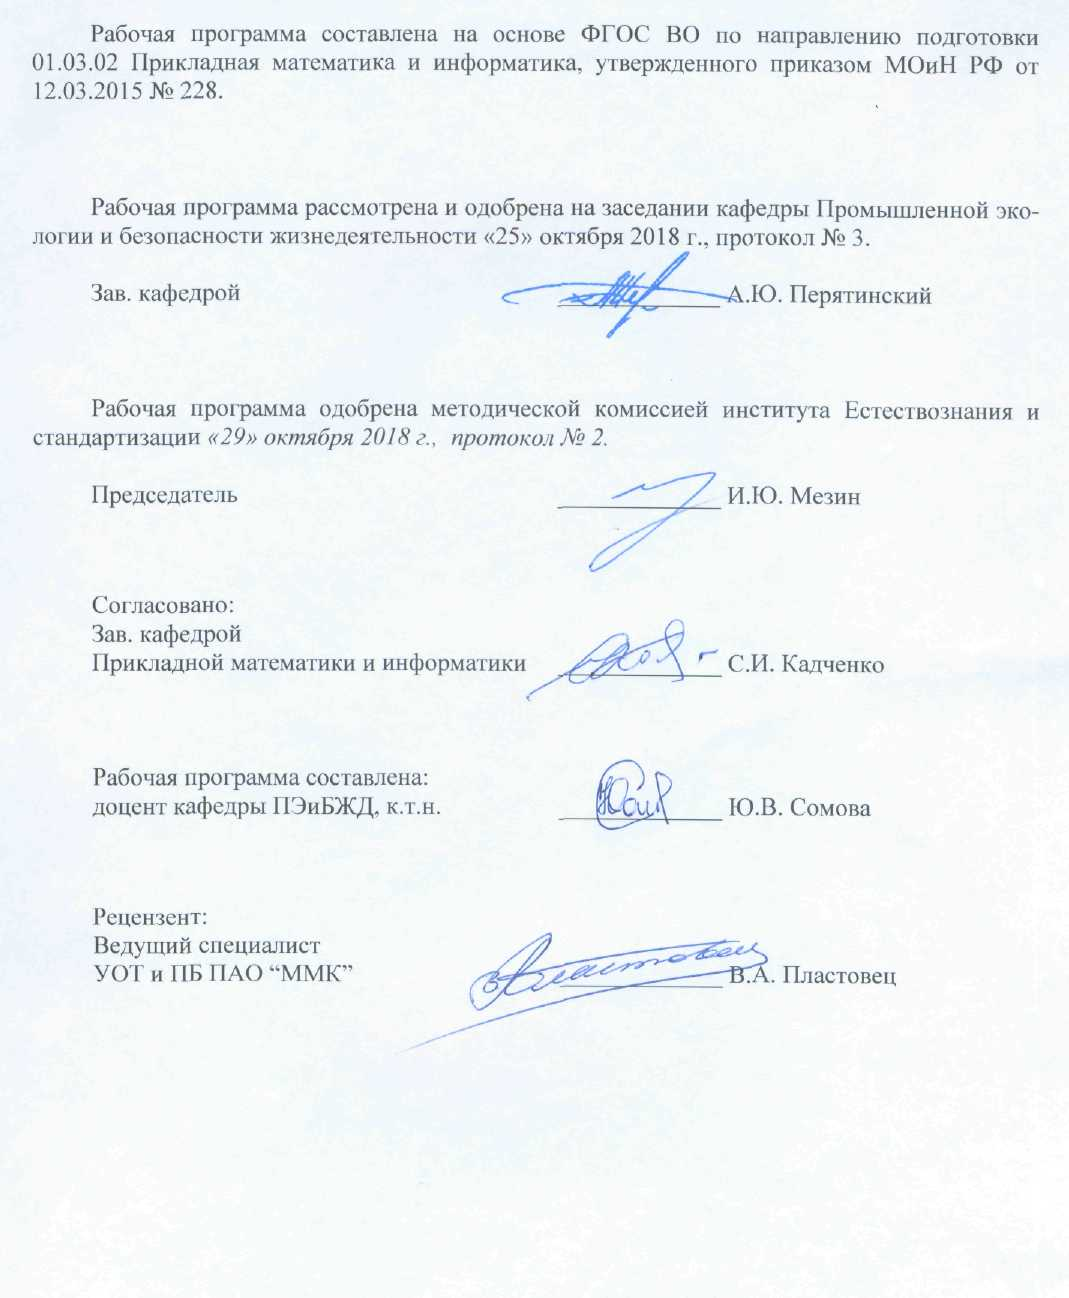 Рабочая программа составлена на основе ФГОС ВО по направлению подготовки
01.03.02 Прикладная математика и информатика, утвержденного приказом МОиН РФ от
12.03.2015 № 228.
Рабочая программа рассмотрена и одобрена на заседании кафедры Промышленной эко-
логии и безопасности жизнедеятельности «25» октября 2018 г., протокол № 3.
Зав. кафедрой А.Ю. Перятинский
Рабочая программа одобрена методической комиссией института Естествознания и
стандартизации «29» октября 2018 г., протокол № 2.
Председатель И.Ю. Мезин
Согласовано:
Зав. кафедрой
Прикладной математики и информатики С.И. Кадченко
Рабочая программа составлена:
доцент кафедры ПЭиБЖД, к.т.н. Ю.В. Сомова
Рецензент:
Ведущий специалист
УОТ и ПБ ПАО “ММК” В.А. Пластовец